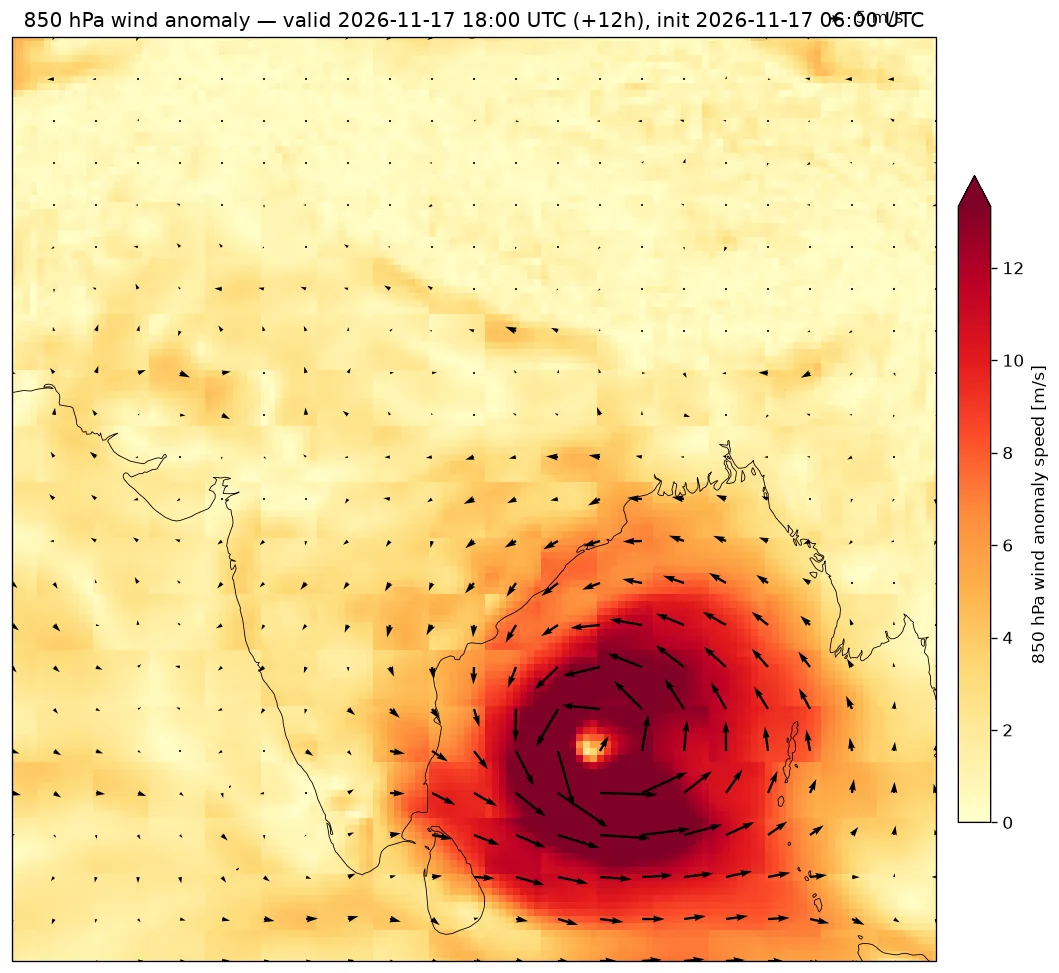 850 hPa wind anomaly — valid 2026-11-17 18:00 UTC (+12h), init 2026-11-17 06:00 UTC
5 m/s
12
10
8
6
4
2
0
850 hPa wind anomaly speed [m/s]